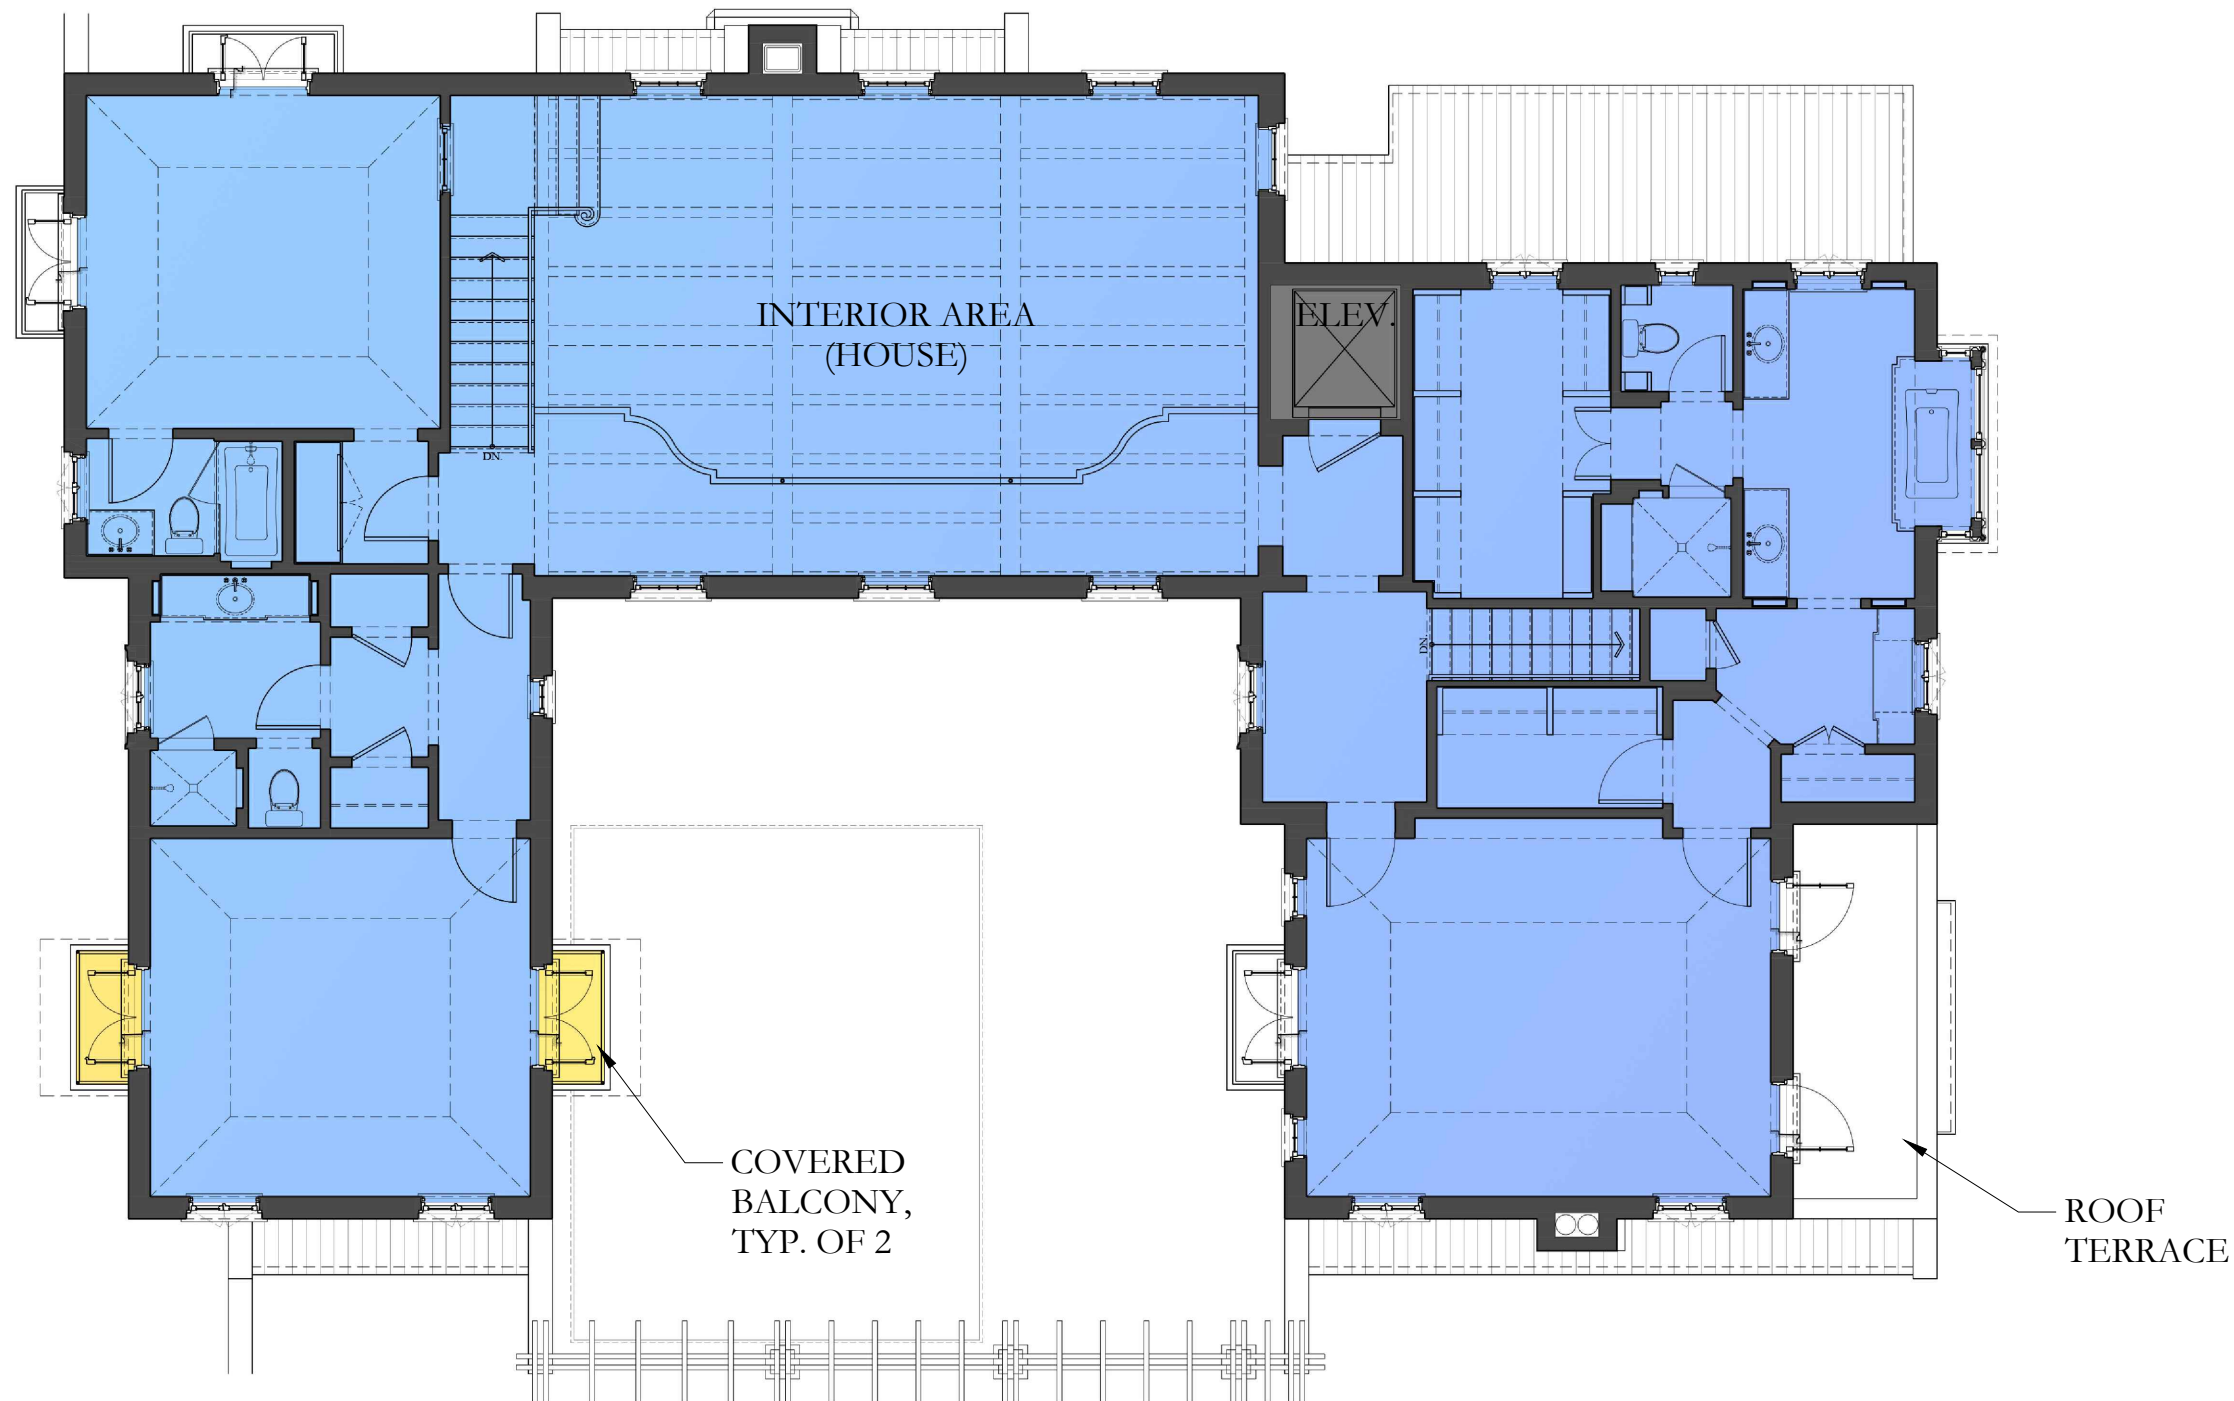 INTERIOR AREA
(HOUSE)
ELEV.
DN.
DN.
COVERED
BALCONY,
TYP. OF 2
ROOF
TERRACE